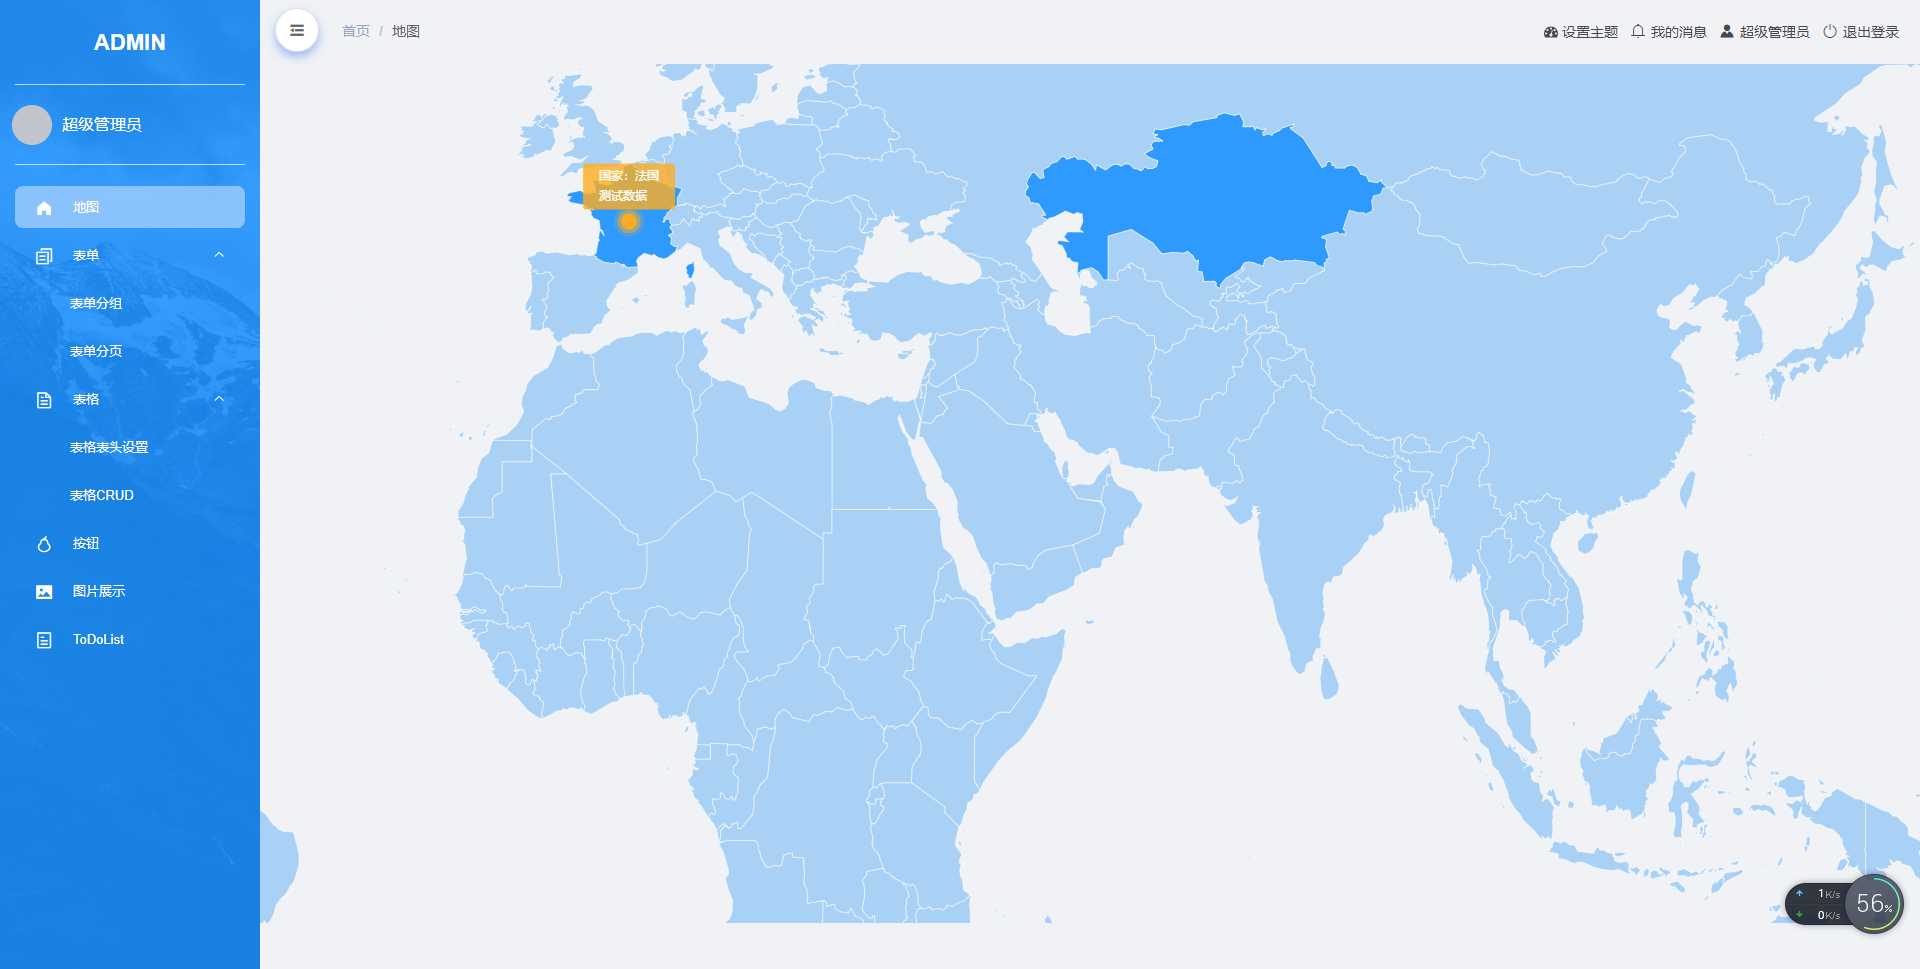 ADMIN
超级管理员
地图
表单
表单分组
表单分页
表格
表格表头设置
表格CRUD
按钮
图片展示
ToDoList
首页 / 地图
设置主题 我的消息 超级管理员 退出登录
国家：法国
测试数据
1K/s
0K/s
56%